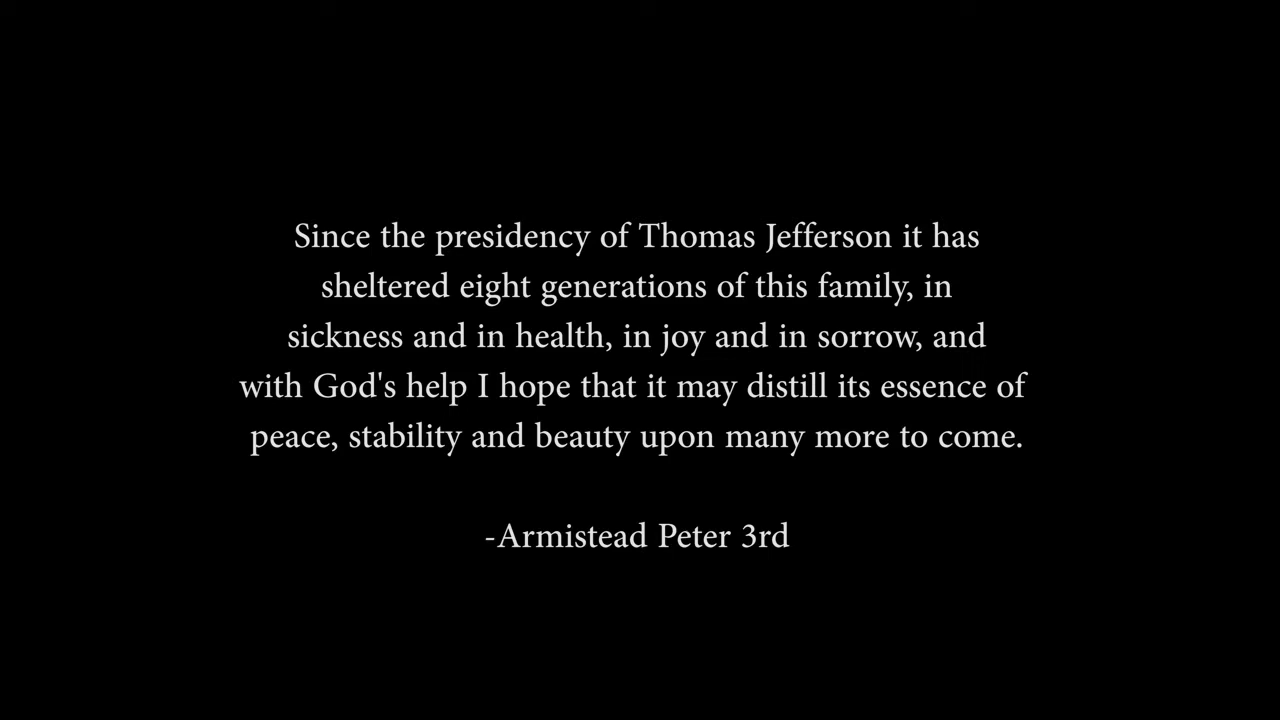 Since the presidency of Thomas Jefferson it has
sheltered eight generations of this family, in
sickness and in health, in joy and in sorrow, and
with God's help I hope that it may distill its essence of
peace, stability and beauty upon many more to come.
-Armistead Peter 3rd